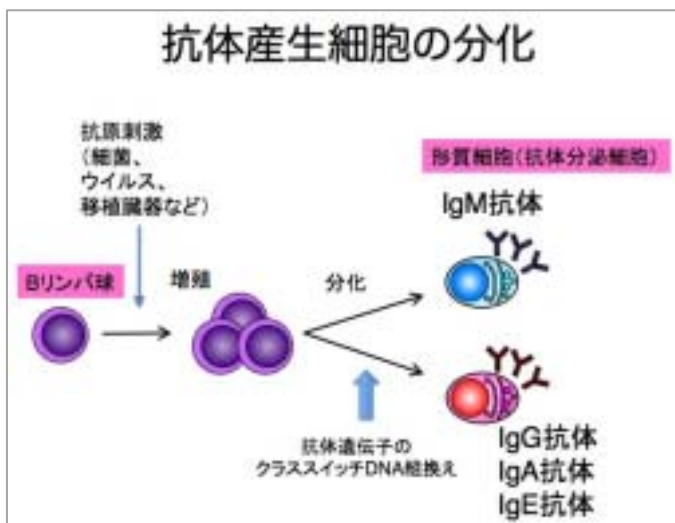 抗体産生細胞の分化
抗原刺激
(細菌、
ウイルス、
移植臓器など)
形質細胞(抗体分泌細胞)
IgM抗体
Bリンパ球
増殖
分化
抗体遺伝子の
クラススイッチDNA組換え
IgG抗体
IgA抗体
IgE抗体